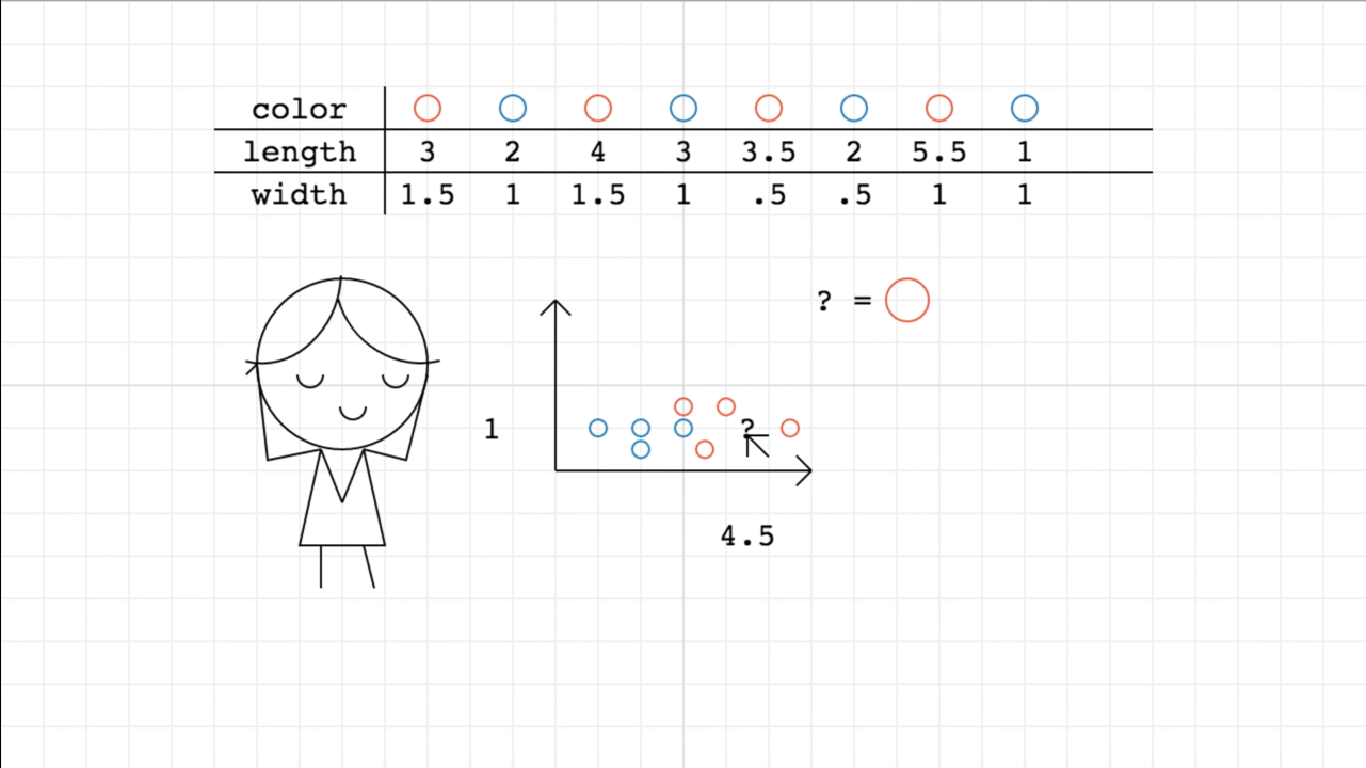 color
length 3 2 4 3 3.5 2 5.5 1
width 1.5 1 1.5 1 .5 .5 1 1
? =
1 ?
4.5